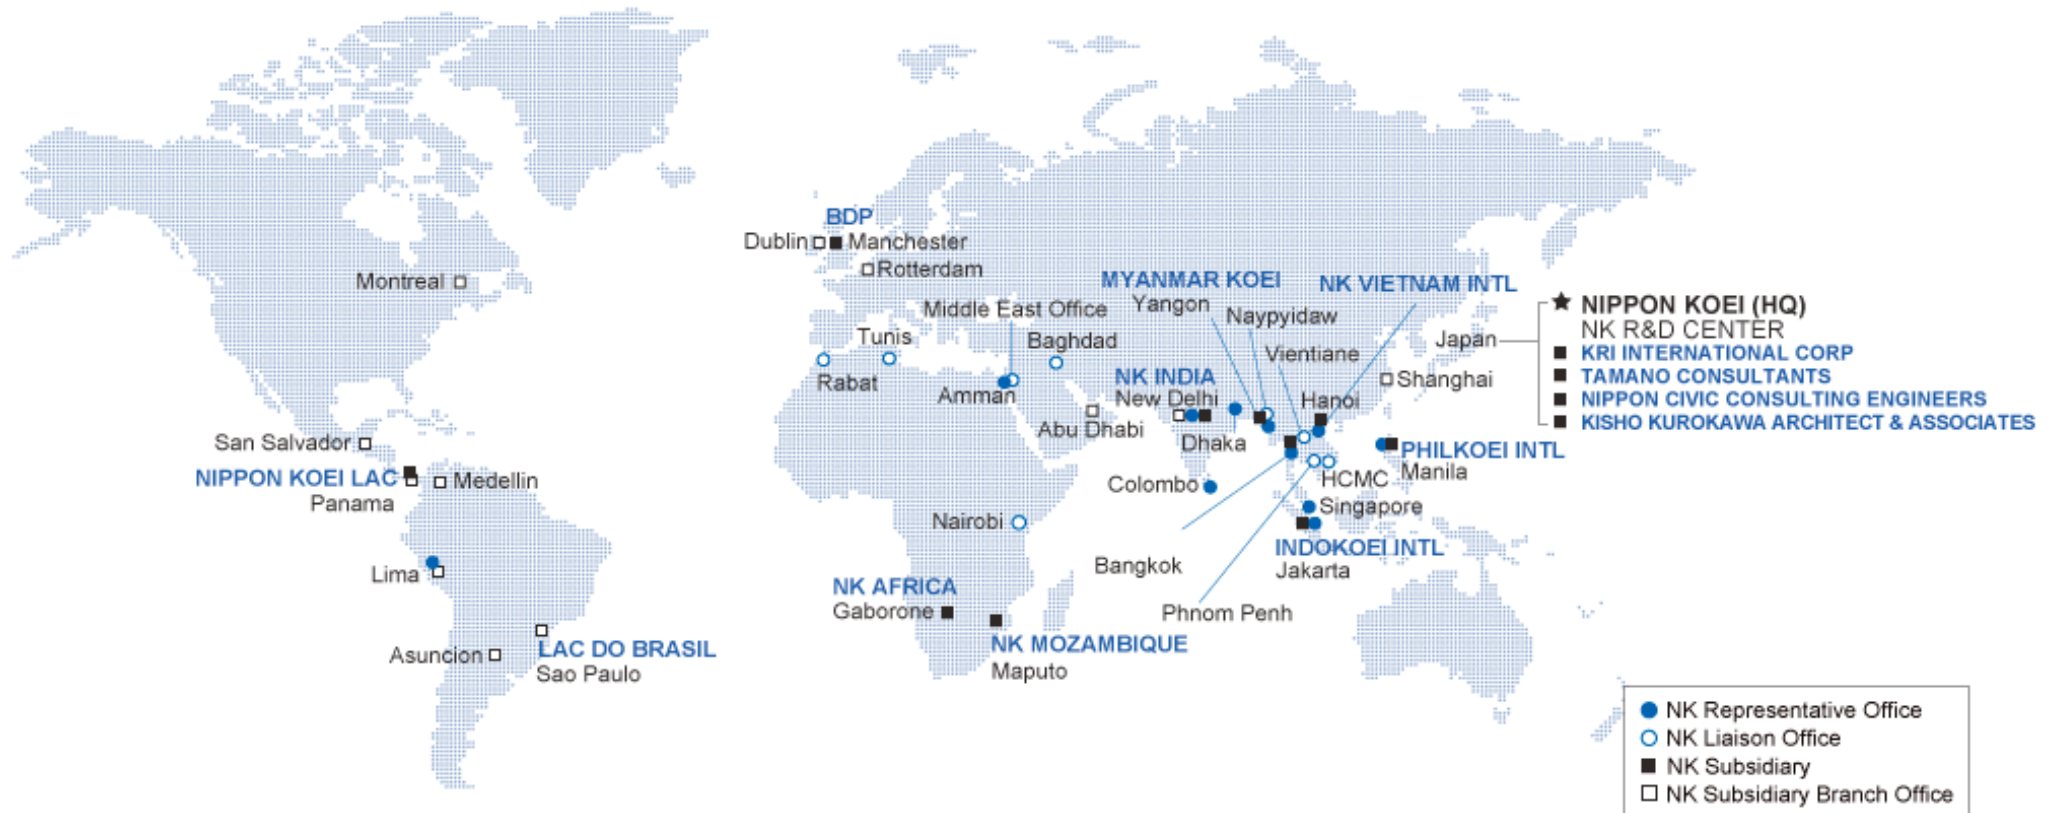 BDP
Dublin
Manchester
Rotterdam
Montreal
MYANMAR KOEI
Yangon
NK VIETNAM INTL
Naypyidaw
Middle East Office
Tunis
Baghdad
Vientiane
Japan
NIPPON KOEI (HQ)
NK R&D CENTER
KRI INTERNATIONAL CORP
TAMANO CONSULTANTS
NIPPON CIVIC CONSULTING ENGINEERS
KISHO KUROKAWA ARCHITECT & ASSOCIATES
Rabat
Amman
NK INDIA
New Delhi
Shanghai
Hanoi
Abu Dhabi
Dhaka
San Salvador
NIPPON KOEI LAC
Panama
Medellin
PHILKOEI INTL
Manila
Colombo
HCMC
Singapore
Nairobi
INDOKOEI INTL
Jakarta
Bangkok
Lima
NK AFRICA
Gaborone
Phnom Penh
NK MOZAMBIQUE
Maputo
LAC DO BRASIL
Sao Paulo
Asuncion
NK Representative Office
NK Liaison Office
NK Subsidiary
NK Subsidiary Branch Office